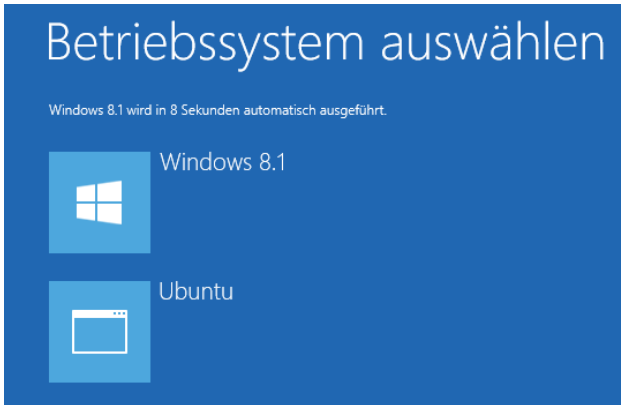 Betriebssystem auswählen
Windows 8.1 wird in 8 Sekunden automatisch ausgeführt.
Windows 8.1
Ubuntu